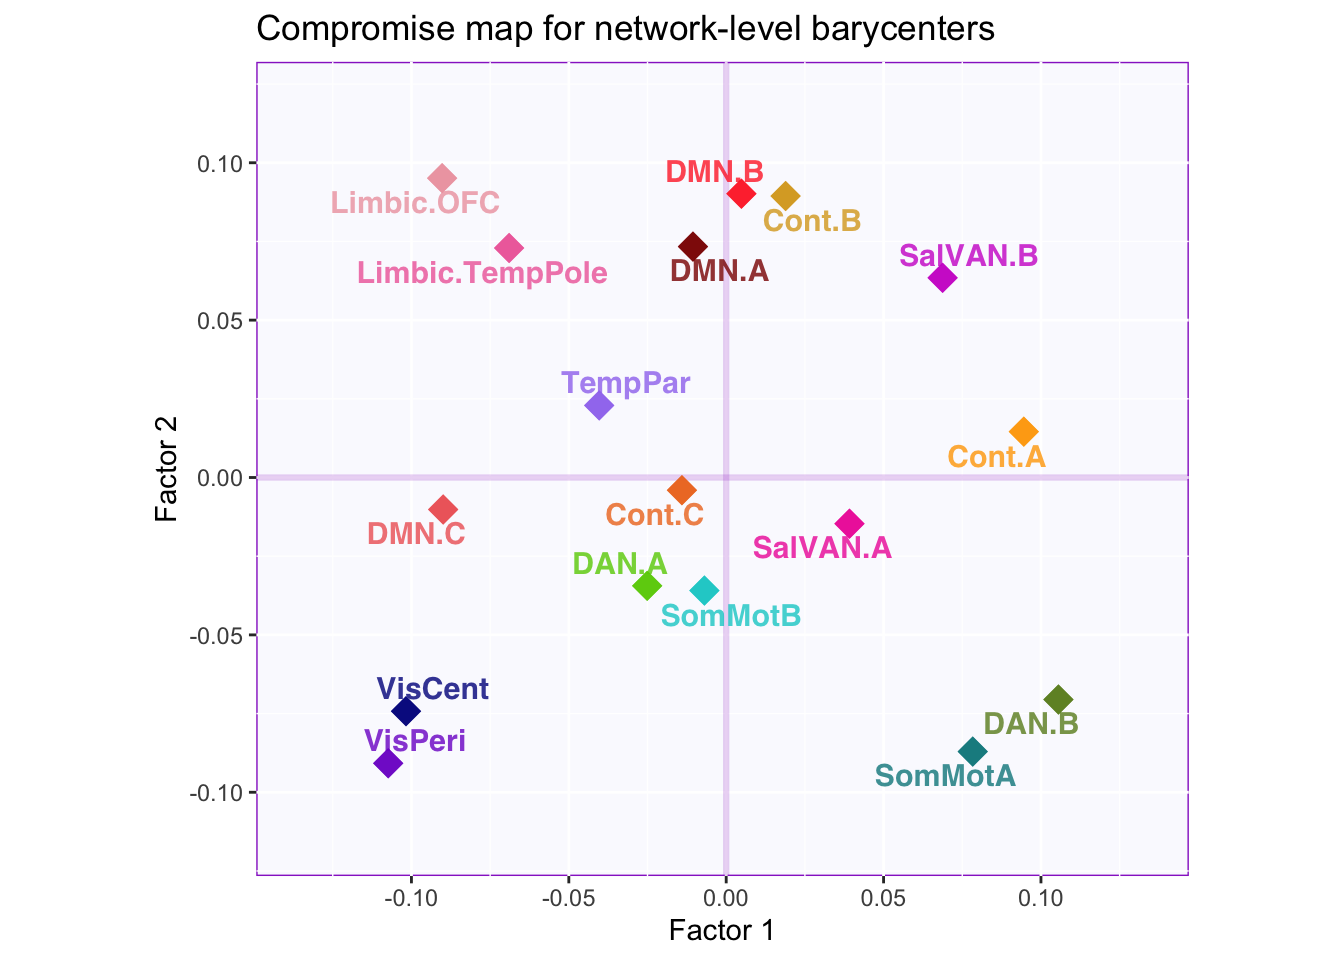 Compromise map for network-level barycenters
0.10
0.05
0.00
-0.05
-0.10
Factor 2
DMN.B
Limbic.OFC
Cont.B
SalVAN.B
DMN.A
Limbic.TempPole
TempPar
Cont.A
Cont.C
DMN.C
SalVAN.A
DAN.A
SomMotB
VisCent
DAN.B
VisPeri
SomMotA
-0.10
-0.05
0.00
0.05
0.10
Factor 1